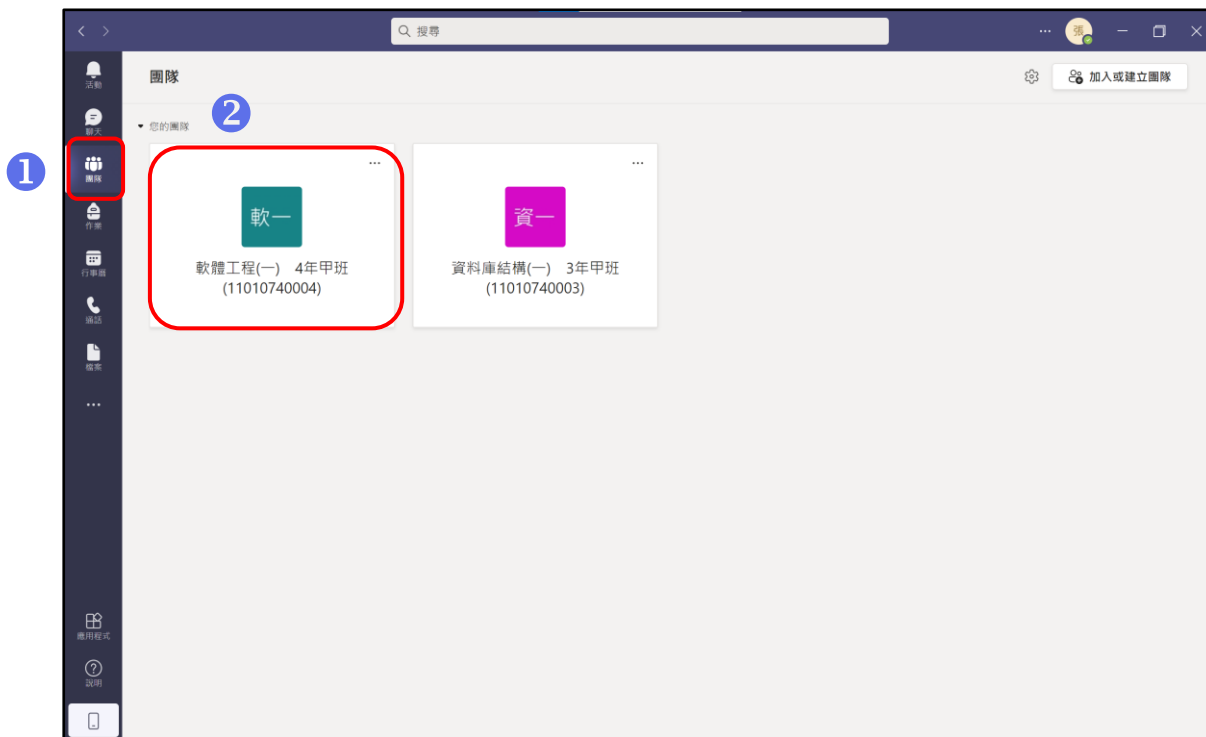 搜尋
張
活動
聊天
團隊
作業
行事曆
通話
檔案
應用程式
說明
團隊
加入或建立團隊
您的團隊
1
2
軟一
軟體工程(一) 4年甲班
(11010740004)
資一
資料庫結構(一) 3年甲班
(11010740003)